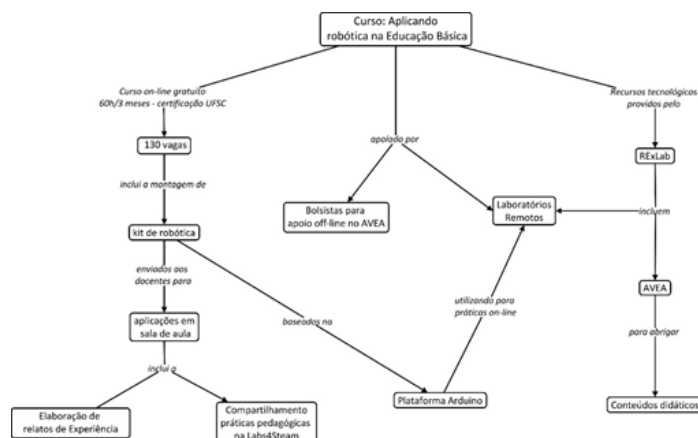 Curso: Aplicando
robótica na Educação Básica
Curso on-line gratuito
60h/3 meses - certificação UFSC
130 vagas
inclui a montagem de
kit de robótica
enviados aos
docentes para
aplicações em
sala de aula
inclui a
Elaboração de
relatos de Experiência
Compartilhamento
práticas pedagógicas
na Labs4Steam
apoiado por
Bolsistas para
apoio off-line no AVEA
Laboratórios
Remotos
baseados na
Plataforma Arduino
utilizando para
práticas on-line
Recursos tecnológicos
providos pelo
RExLab
incluem
AVEA
para abrigar
Conteúdos didáticos